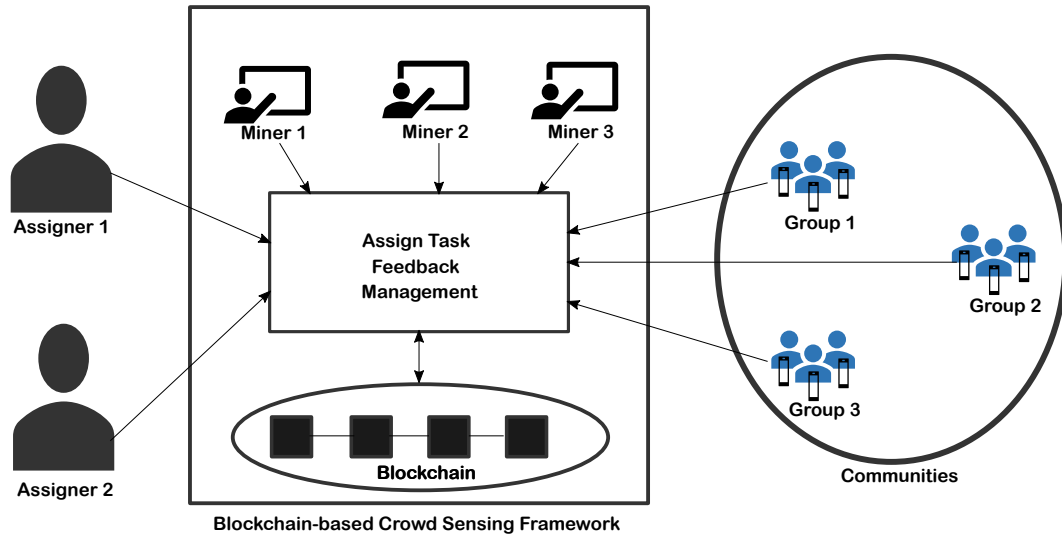 Miner 1
Miner 2
Miner 3
Assigner 1
Assign Task
Feedback
Management
Group 1
Group 2
Group 3
Assigner 2
Blockchain
Communities
Blockchain-based Crowd Sensing Framework